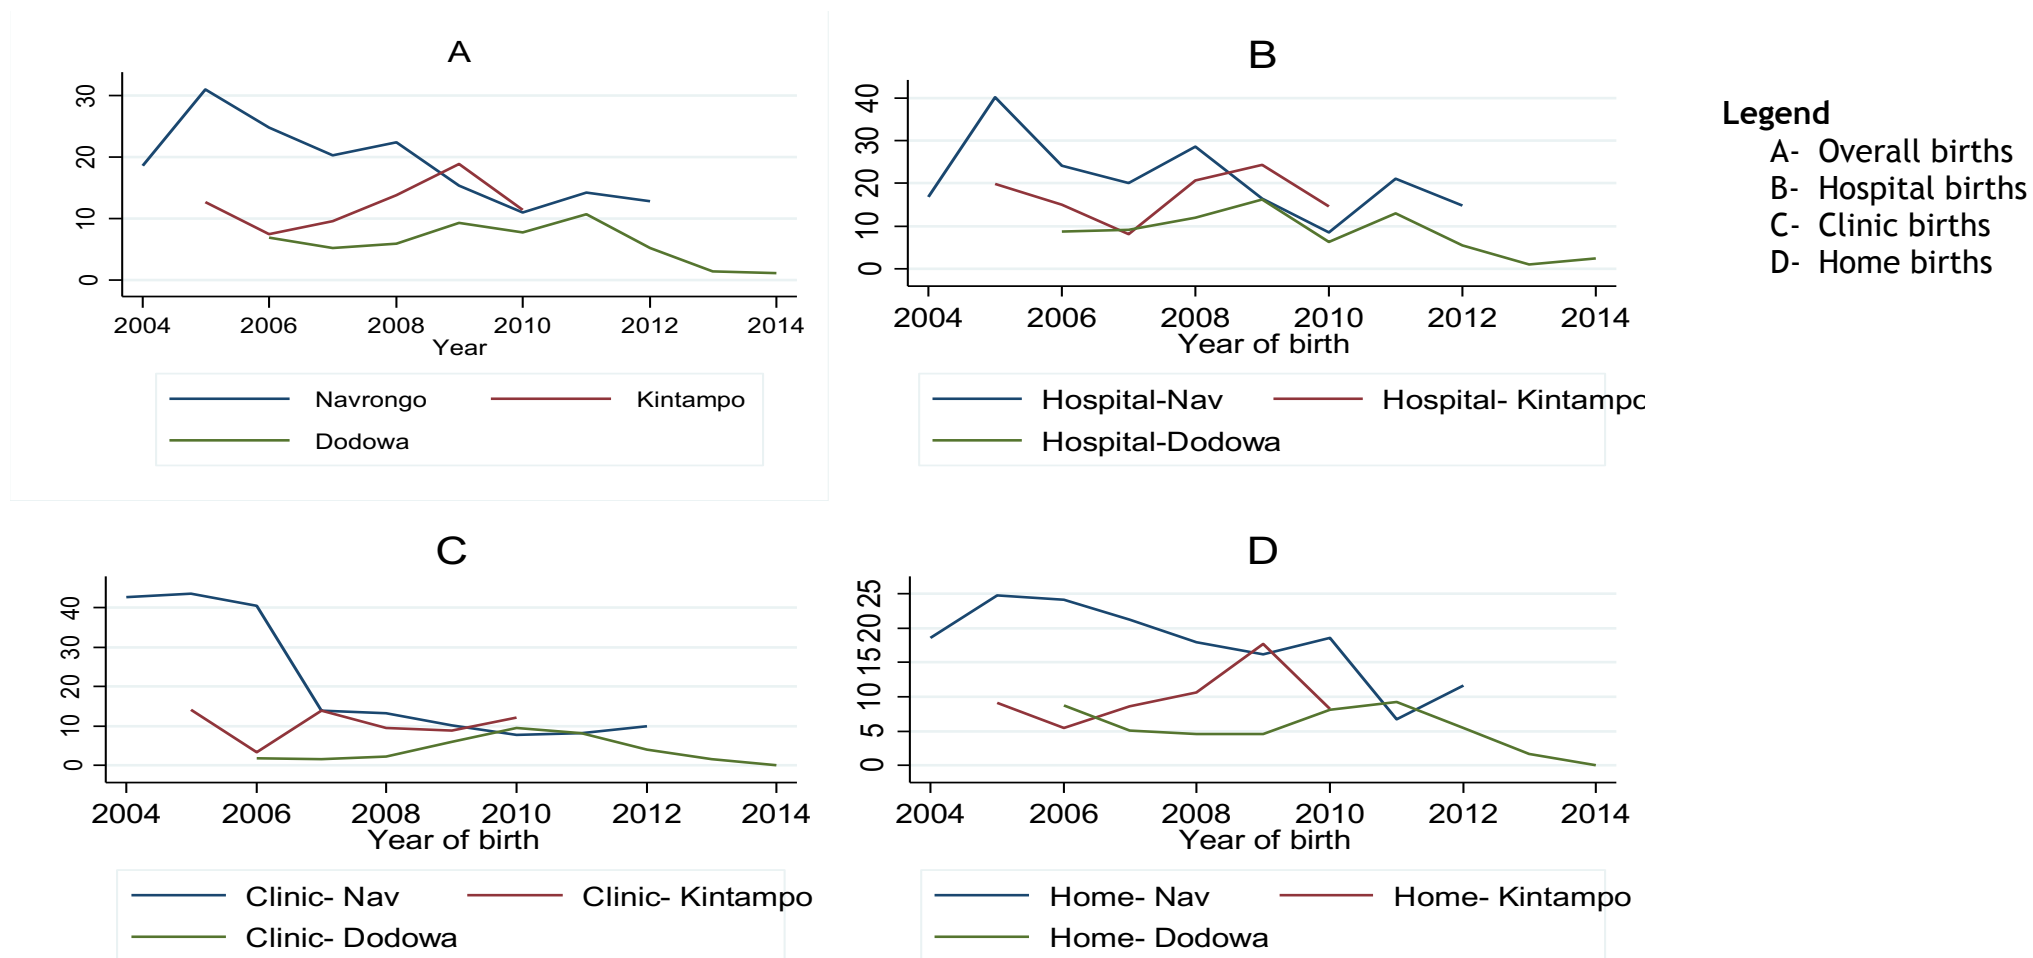 A
30
20
10
0
2004 2006 2008 2010 2012 2014
Year
Navrongo Kintampo
Dodowa
B
40
30
20
10
0
2004 2006 2008 2010 2012 2014
Year of birth
Hospital-Nav Hospital- Kintampo
Hospital-Dodowa
Legend
A- Overall births
B- Hospital births
C- Clinic births
D- Home births
C
40
30
20
10
0
2004 2006 2008 2010 2012 2014
Year of birth
Clinic- Nav Clinic- Kintampo
Clinic- Dodowa
D
25
20
15
10
5
0
2004 2006 2008 2010 2012 2014
Year of birth
Home- Nav Home- Kintampo
Home- Dodowa